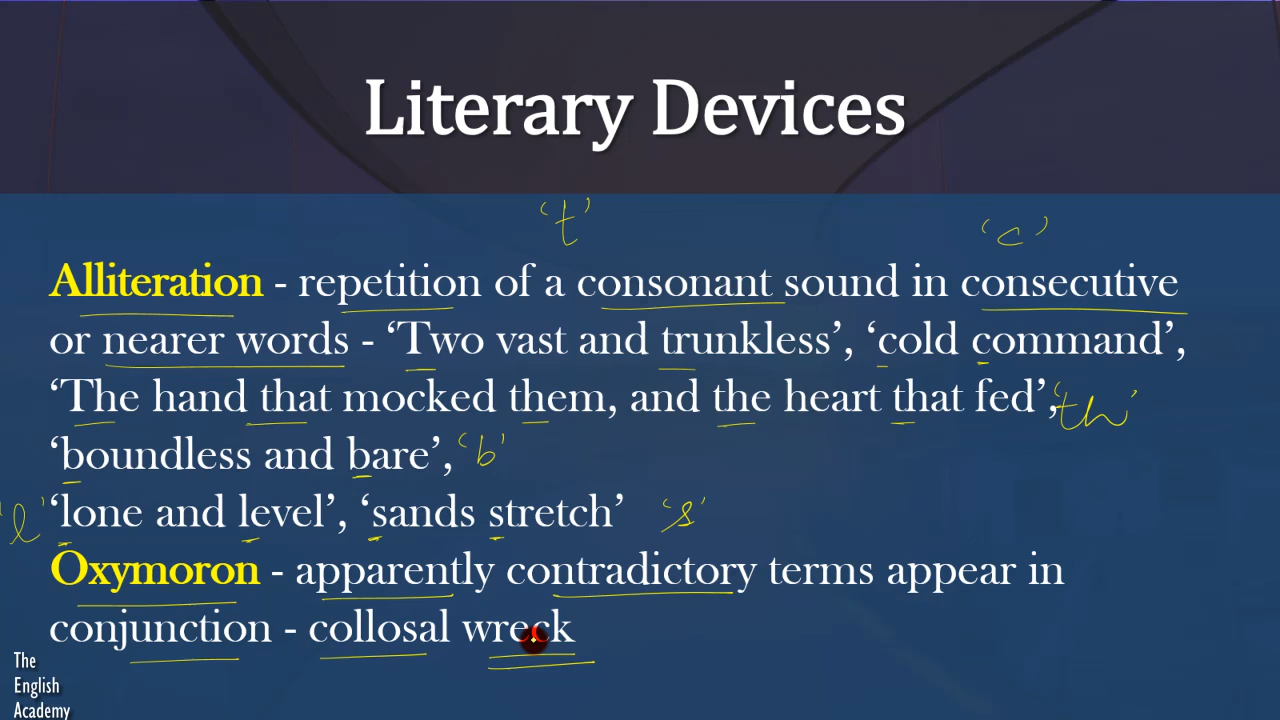 Literary Devices
‘t’ ‘c’
Alliteration - repetition of a consonant sound in consecutive
or nearer words - ‘Two vast and trunkless’, ‘cold command’,
‘The hand that mocked them, and the heart that fed’, ‘th’
‘boundless and bare’, ‘b’
‘l’ ‘lone and level’, ‘sands stretch’ ‘s’
Oxymoron - apparently contradictory terms appear in
conjunction - collosal wreck
The
English
Academy